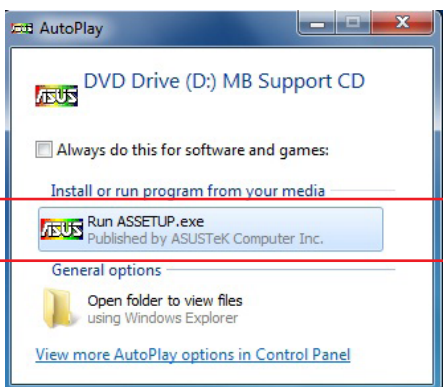 AutoPlay
DVD Drive (D:) MB Support CD
ASUS
Always do this for software and games:
Install or run program from your media
ASUS
Run ASSETUP.exe
Published by ASUSTeK Computer Inc.
General options
Open folder to view files
using Windows Explorer
View more AutoPlay options in Control Panel